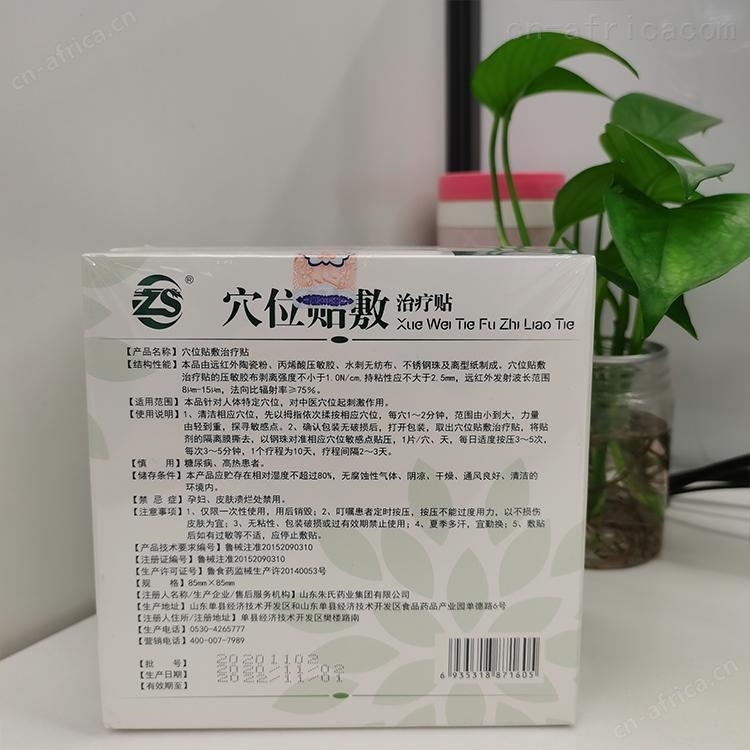 cn-africa.cn
cn-africacom
ZS®
穴位贴敷 治疗贴
Xue Wei Tie Fu Zhi Liao Tie
【产品名称】穴位贴敷治疗贴
【结构性能】本品由远红外陶瓷粉、丙烯酸压敏胶、水刺无纺布、不锈钢珠及离型纸制成。穴位贴敷
治疗贴的压敏胶布剥离强度不小于1.0N/cm,持粘性应不大于2.5mm,远红外发射波长范围
8μm-15μm,法向比辐射率≥75%。
【适用范围】本品针对人体特定穴位,对中医穴位起刺激作用。
【使用说明】1、清洁相应穴位,先以拇指依次揉按相应穴位,每穴1~2分钟,范围由小到大,力量
由轻到重,探寻敏感点。2、确认包装无破损后,打开包装,取出穴位贴敷治疗贴,将贴
剂的隔离膜撕去,以钢珠对准相应穴位敏感点贴压,1片/穴、天,每日适度按压3~5次,
每次3~5分钟,1个疗程为10天,疗程间隔2~3天。
【慎 用】糖尿病、高热患者。
【储存条件】本产品应贮存在相对湿度不超过80%,无腐蚀性气体、阴凉、干燥、通风良好、清洁的
环境内。
【禁 忌 症】孕妇、皮肤溃烂处禁用。
【注意事项】1、仅限一次性使用,用后销毁;2、叮嘱患者定时按压,按压不能过度用力,以不损伤
皮肤为宜;3、无粘性、包装破损或过有效期禁止使用;4、夏季多汗,宜勤换;5、敷贴
后如有过敏等不适,应停止敷贴。
【产品技术要求编号】鲁械注准20152090310
【注册证编号】鲁械注准20152090310
【生产许可证号】鲁食药监械生产许20140053号
【规 格】85mm×85mm
【注册人名称/生产企业/售后服务机构】山东朱氏药业集团有限公司
【生产地址】山东单县经济技术开发区和山东单县经济技术开发区食品药品产业园单德路6号
【注册人住所/注册地址】单县经济技术开发区樊楼路南
【生产电话】0530-4265777
【营销电话】400-007-7989
【批 号】20201102
【生产日期】2020/11/02
【有效期至】2022/11/01
6 935318 871605
cn-africa.cn